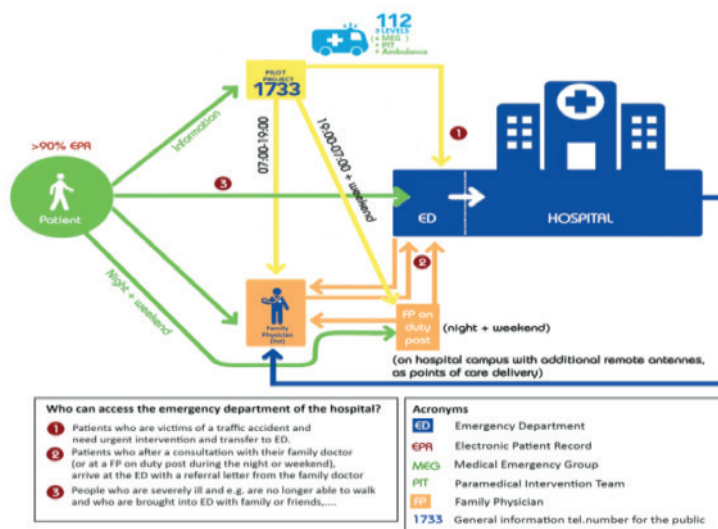 112
3 LEVELS
(+ MEG )
+ PIT
+ Ambulance
PILOT
PROJECT
1733
>90% EPR
Information
07:00-19:00
19:00-07:00 + weekend
1
3
Patient
ED
HOSPITAL
2
Night + weekend
Family
Physician
(list)
FP on
duty
post
(night + weekend)
(on hospital campus with additional remote antennes,
as points of care delivery)
Who can access the emergency department of the hospital?
1 Patients who are victims of a traffic accident and
need urgent intervention and transfer to ED.
2 Patients who after a consultation with their family doctor
(or at a FP on duty post during the night or weekend),
arrive at the ED with a referral letter from the family doctor
3 People who are severely ill and e.g. are no longer able to walk
and who are brought into ED with family or friends,....
Acronyms
ED Emergency Department
EPR Electronic Patient Record
MEG Medical Emergency Group
PIT Paramedical Intervention Team
FP Family Physician
1733 General information tel.number for the public